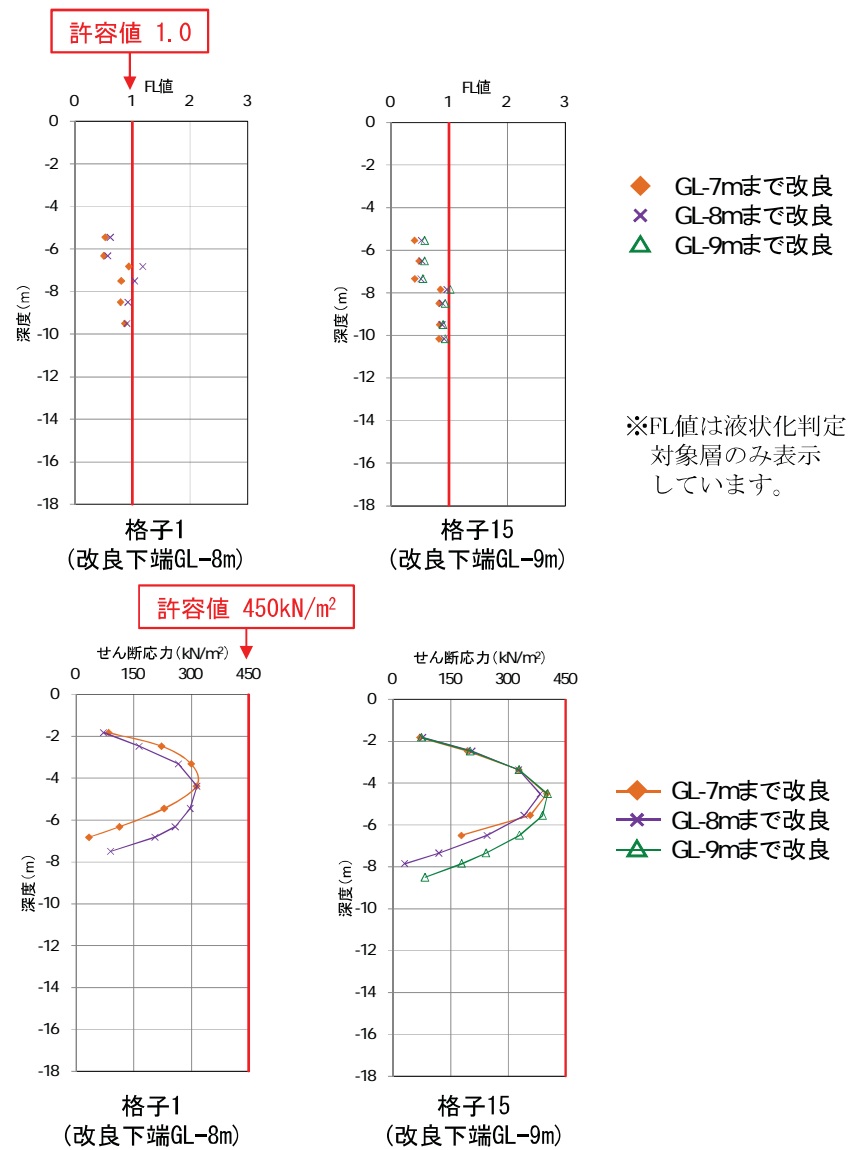 許容値 1.0
FL値
0 1 2 3
0
-2
-4
-6
-8
-10
-12
-14
-16
-18
深度(m)
格子1
(改良下端GL-8m)
FL値
0 1 2 3
0
-2
-4
-6
-8
-10
-12
-14
-16
-18
深度(m)
格子15
(改良下端GL-9m)
GL-7mまで改良
GL-8mまで改良
GL-9mまで改良
※FL値は液状化判定
対象層のみ表示
しています。
許容値 450kN/m²
せん断応力(kN/m²)
0 150 300 450
0
-2
-4
-6
-8
-10
-12
-14
-16
-18
深度(m)
格子1
(改良下端GL-8m)
せん断応力(kN/m²)
0 150 300 450
0
-2
-4
-6
-8
-10
-12
-14
-16
-18
深度(m)
格子15
(改良下端GL-9m)
GL-7mまで改良
GL-8mまで改良
GL-9mまで改良